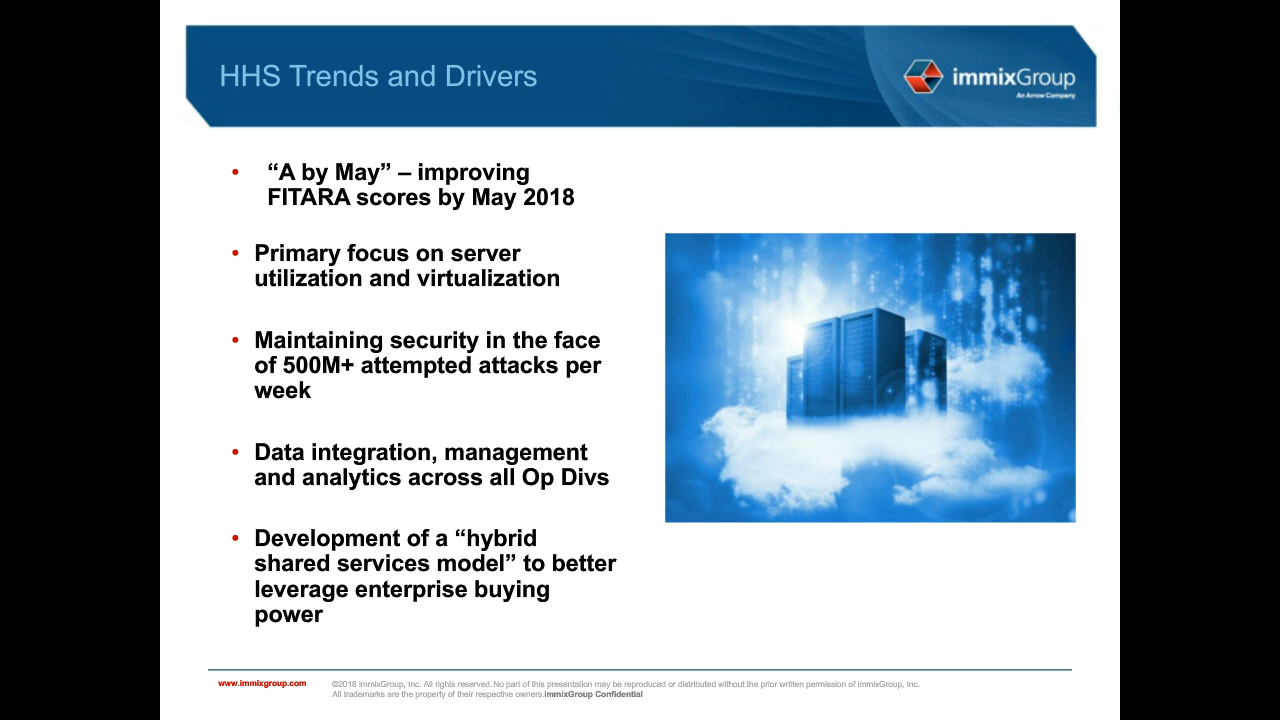 HHS Trends and Drivers
immixGroup
An Arrow Company
• “A by May” – improving
FITARA scores by May 2018
• Primary focus on server
utilization and virtualization
• Maintaining security in the face
of 500M+ attempted attacks per
week
• Data integration, management
and analytics across all Op Divs
• Development of a “hybrid
shared services model” to better
leverage enterprise buying
power
www.immixgroup.com
©2018 immixGroup, Inc. All rights reserved. No part of this presentation may be reproduced or distributed without the prior written permission of immixGroup, Inc.
All trademarks are the property of their respective owners.immixGroup Confidential